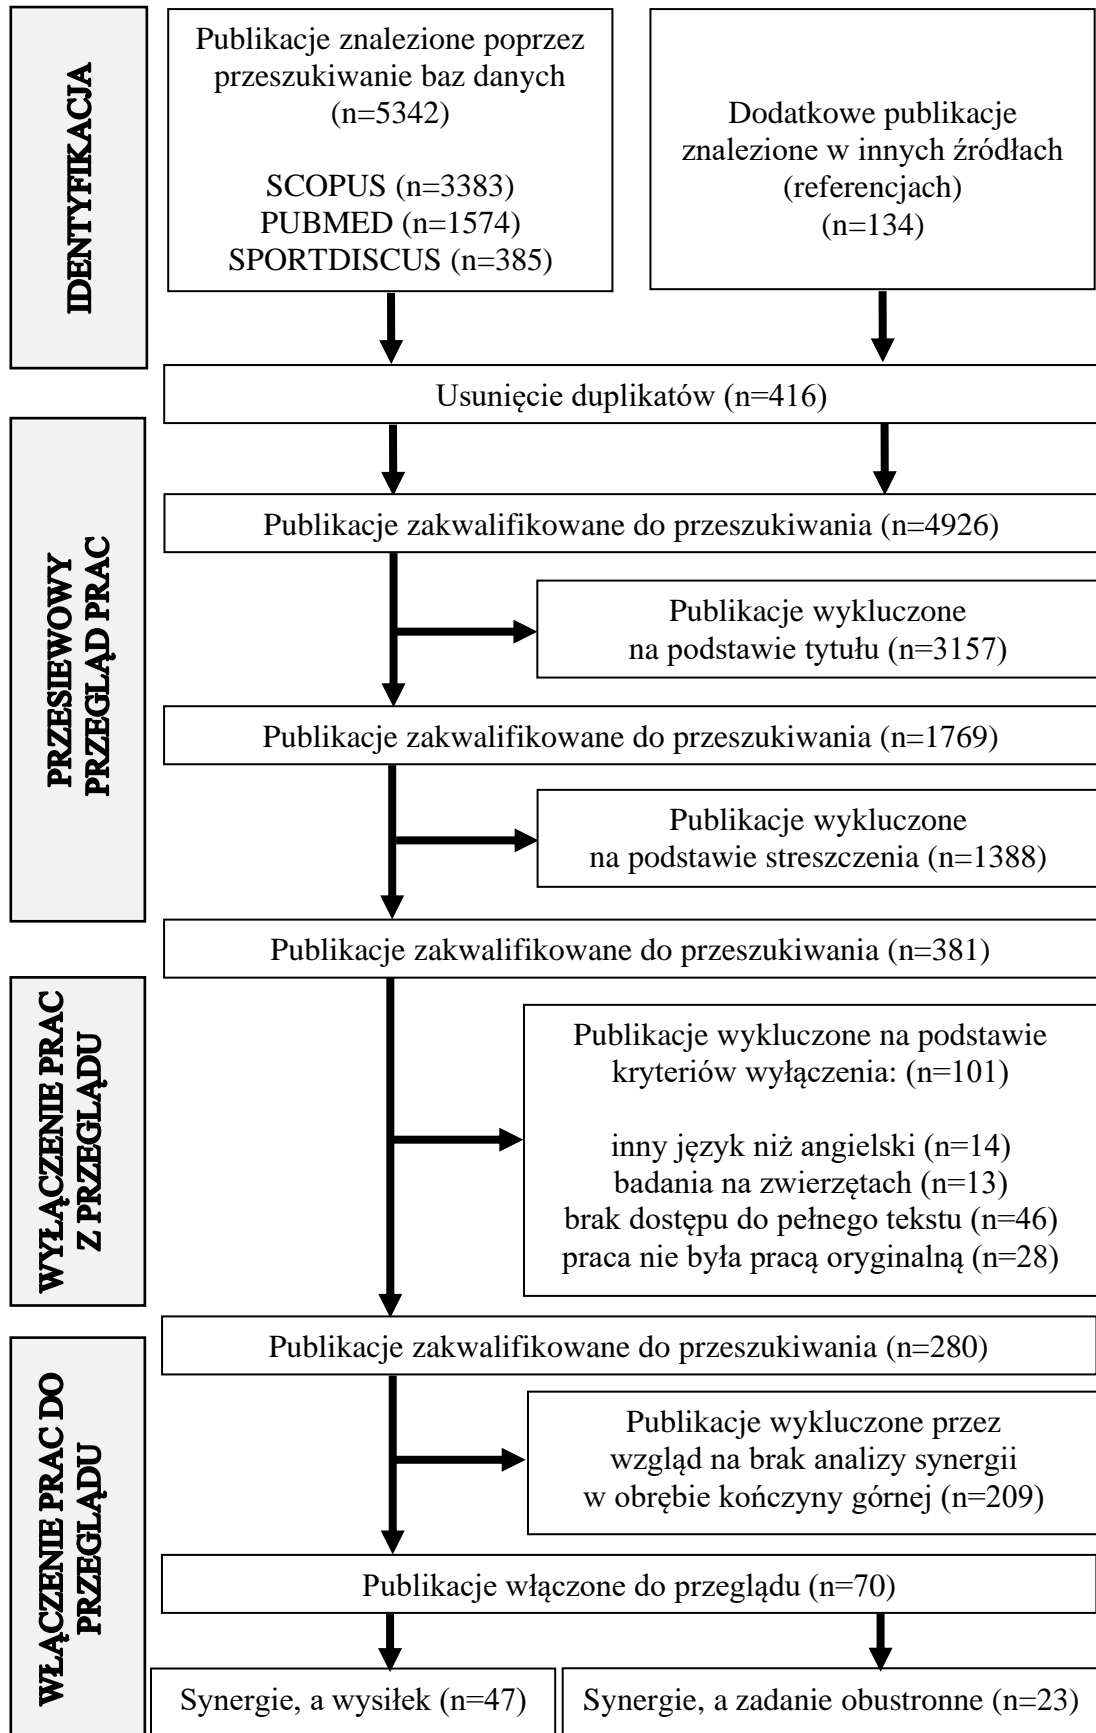 IDENTYFIKACJA
Publikacje znalezione poprzez
przeszukiwanie baz danych
(n=5342)
SCOPUS (n=3383)
PUBMED (n=1574)
SPORTDISCUS (n=385)
Dodatkowe publikacje
znalezione w innych źródłach
(referencjach)
(n=134)
Usunięcie duplikatów (n=416)
PRZESIEWOWY
PRZEGLĄD PRAC
Publikacje zakwalifikowane do przeszukiwania (n=4926)
Publikacje wykluczone
na podstawie tytułu (n=3157)
Publikacje zakwalifikowane do przeszukiwania (n=1769)
Publikacje wykluczone
na podstawie streszczenia (n=1388)
Publikacje zakwalifikowane do przeszukiwania (n=381)
WYŁĄCZENIE PRAC
Z PRZEGLĄDU
Publikacje wykluczone na podstawie
kryteriów wyłączenia: (n=101)
inny język niż angielski (n=14)
badania na zwierzętach (n=13)
brak dostępu do pełnego tekstu (n=46)
praca nie była pracą oryginalną (n=28)
Publikacje zakwalifikowane do przeszukiwania (n=280)
WŁĄCZENIE PRAC DO
PRZEGLĄDU
Publikacje wykluczone przez
wzgląd na brak analizy synergii
w obrębie kończyny górnej (n=209)
Publikacje włączone do przeglądu (n=70)
Synergie, a wysiłek (n=47)
Synergie, a zadanie obustronne (n=23)